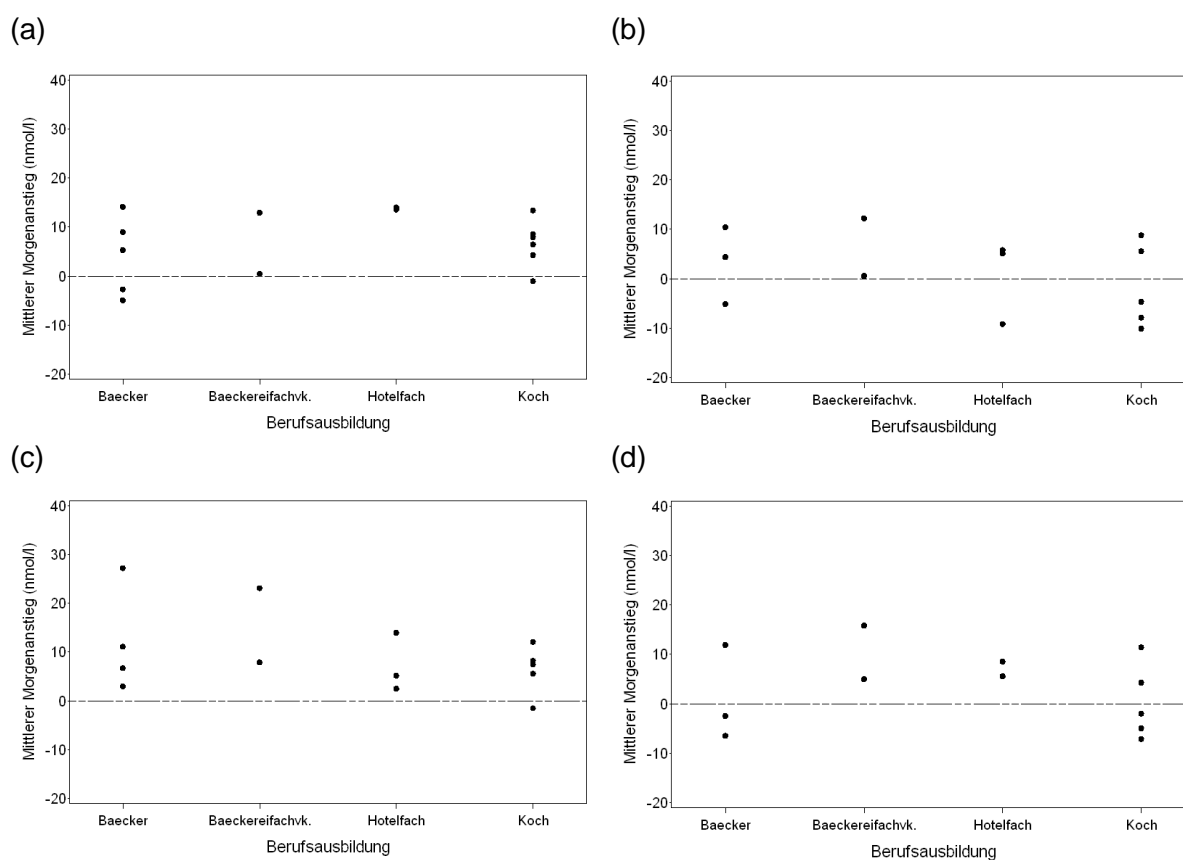 (a)
Mittlerer Morgenanstieg (nmol/l)
40
30
20
10
0
-10
-20
Baecker Baeckereifachvk. Hotelfach Koch
Berufsausbildung
(b)
Mittlerer Morgenanstieg (nmol/l)
40
30
20
10
0
-10
-20
Baecker Baeckereifachvk. Hotelfach Koch
Berufsausbildung
(c)
Mittlerer Morgenanstieg (nmol/l)
40
30
20
10
0
-10
-20
Baecker Baeckereifachvk. Hotelfach Koch
Berufsausbildung
(d)
Mittlerer Morgenanstieg (nmol/l)
40
30
20
10
0
-10
-20
Baecker Baeckereifachvk. Hotelfach Koch
Berufsausbildung